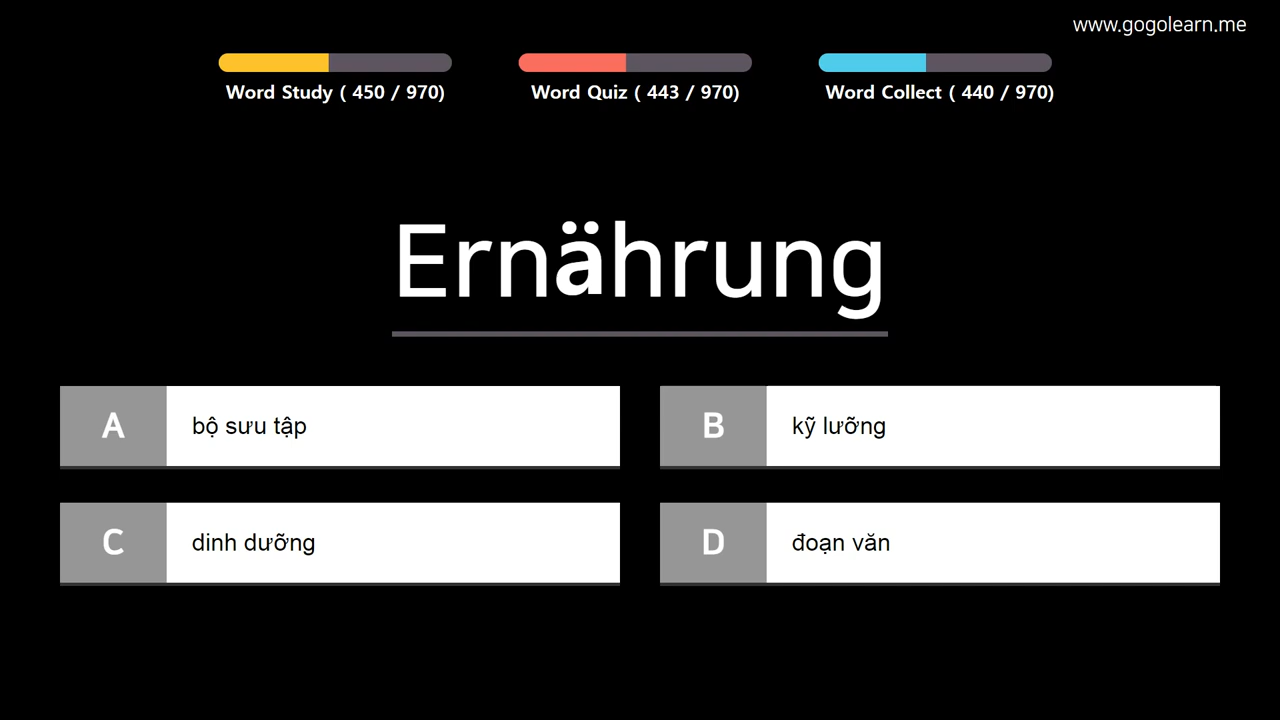 www.gogolearn.me
Word Study ( 450 / 970)
Word Quiz ( 443 / 970)
Word Collect ( 440 / 970)
Ernährung
A bộ sưu tập
B kỹ lưỡng
C dinh dưỡng
D đoạn văn